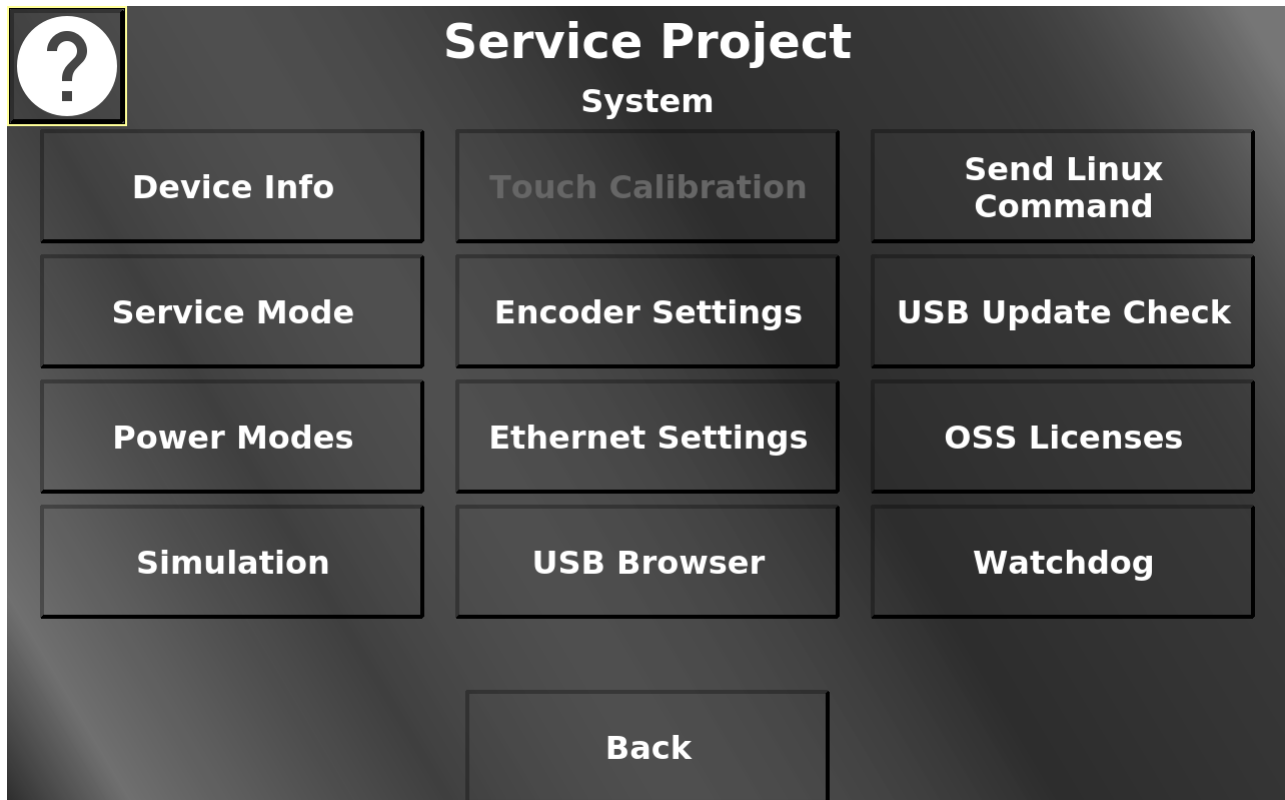 ?
Service Project
System
Device Info
Touch Calibration
Send Linux
Command
Service Mode
Encoder Settings
USB Update Check
Power Modes
Ethernet Settings
OSS Licenses
Simulation
USB Browser
Watchdog
Back